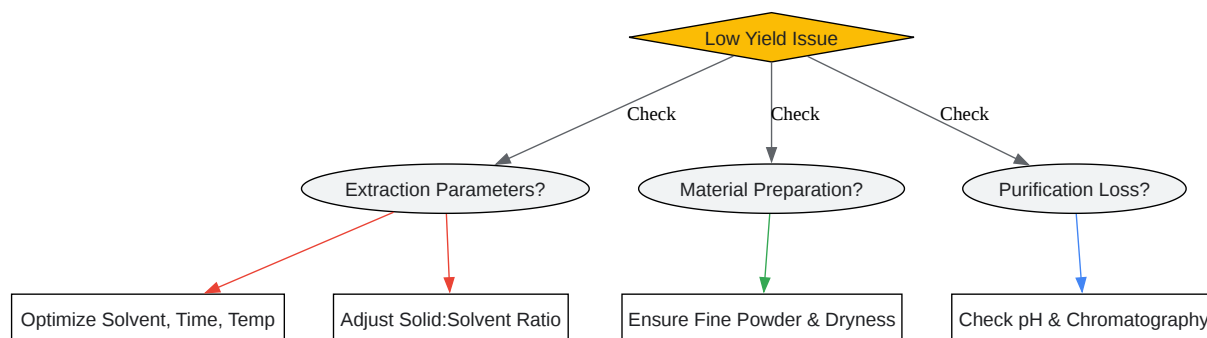 Low Yield Issue
Check
Check
Check
Extraction Parameters?
Material Preparation?
Purification Loss?
Optimize Solvent, Time, Temp
Adjust Solid:Solvent Ratio
Ensure Fine Powder & Dryness
Check pH & Chromatography